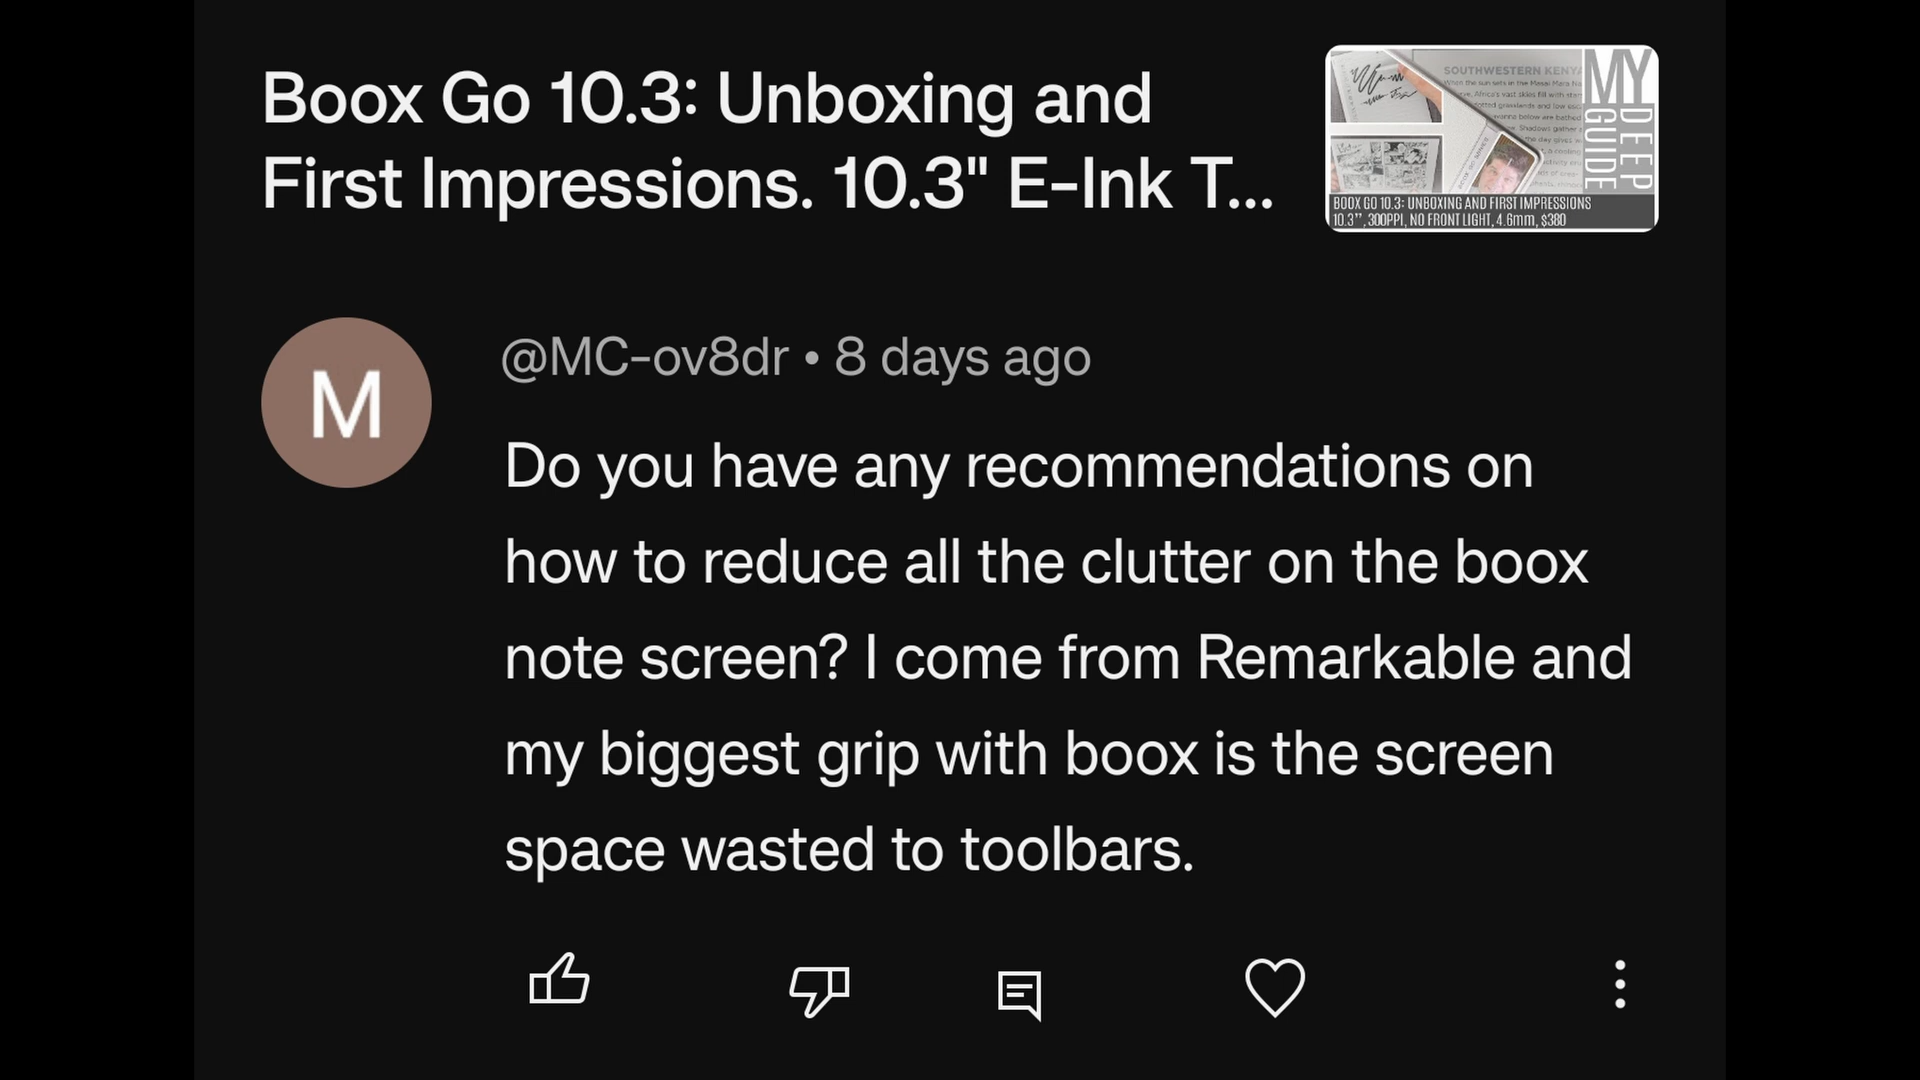 Boox Go 10.3: Unboxing and
First Impressions. 10.3" E-Ink T...
SOUTHWESTERN KENYA
MY
DEEP
GUIDE
BOOX GO 10.3: UNBOXING AND FIRST IMPRESSIONS
10.3", 300PPI, NO FRONT LIGHT, 4.6mm, $380
M
@MC-ov8dr • 8 days ago
Do you have any recommendations on
how to reduce all the clutter on the boox
note screen? I come from Remarkable and
my biggest grip with boox is the screen
space wasted to toolbars.